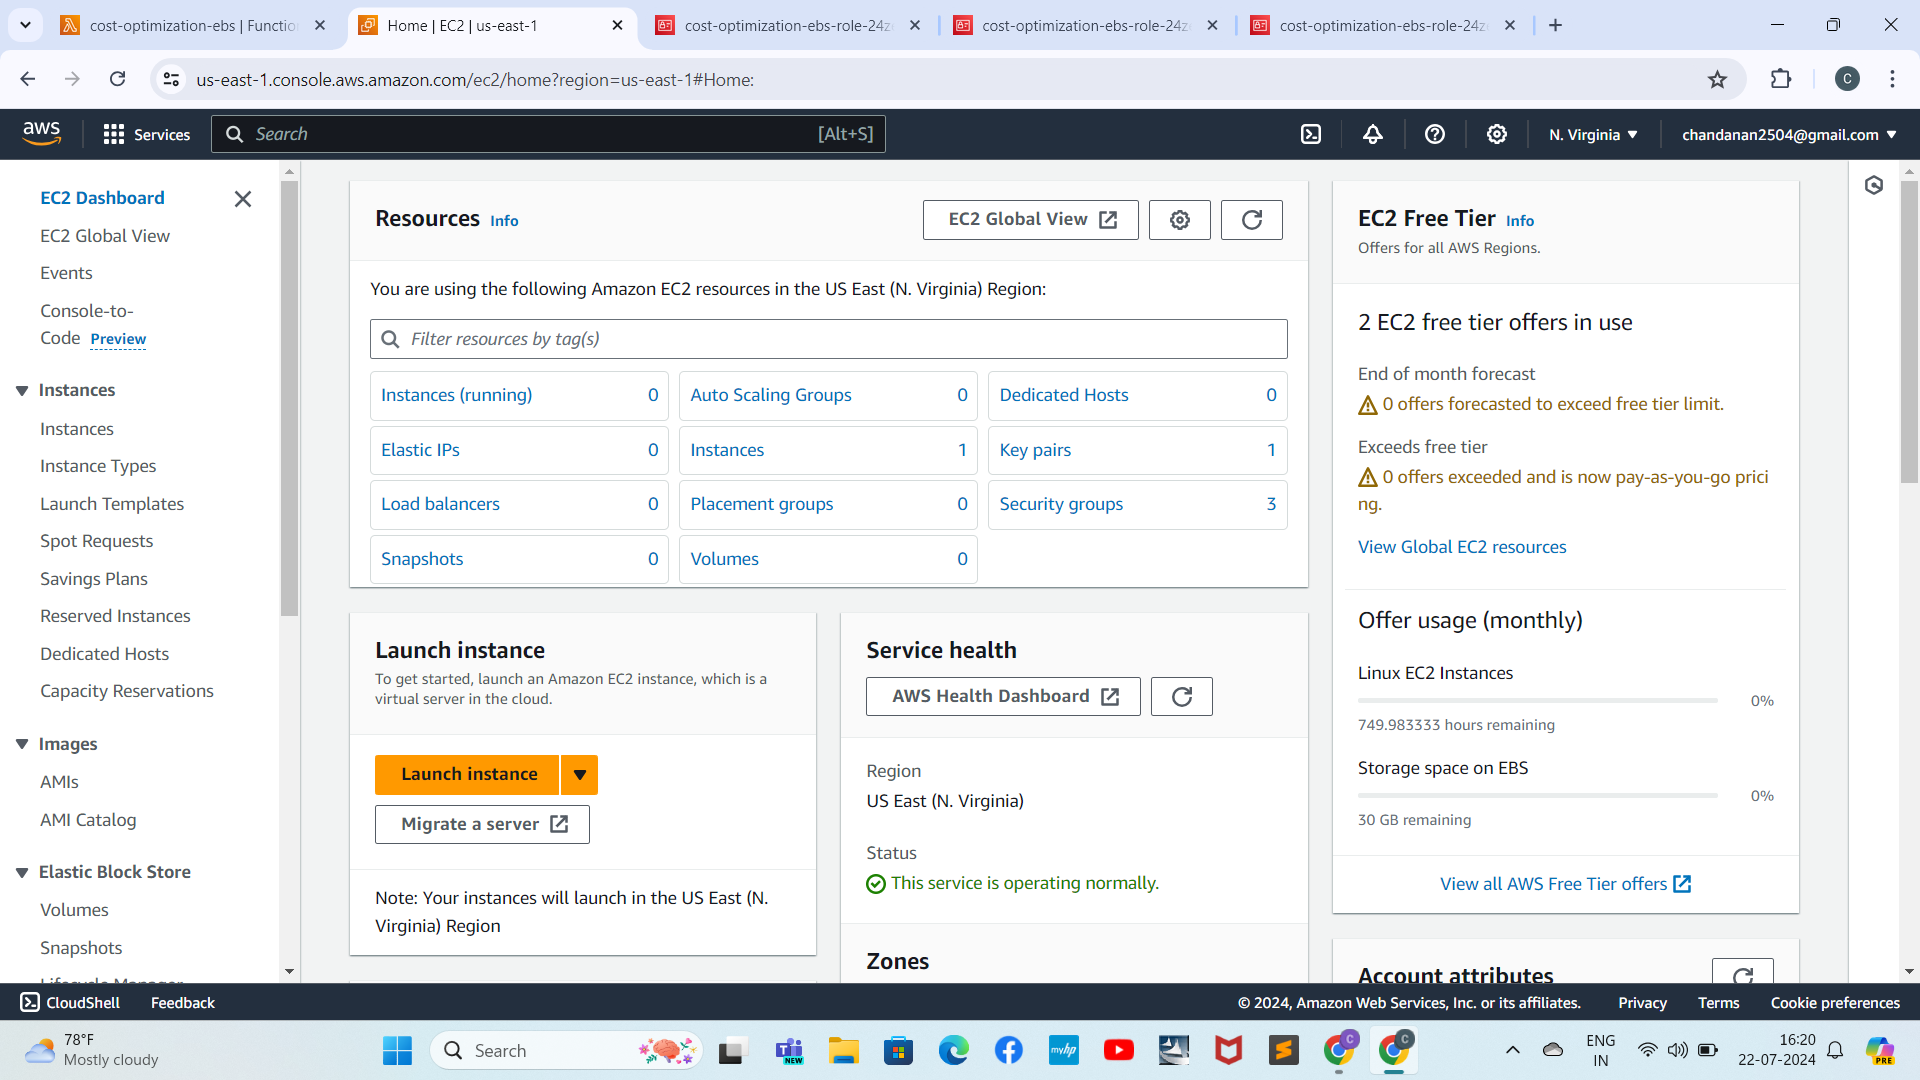 cost-optimization-ebs | Functio
Home | EC2 | us-east-1
cost-optimization-ebs-role-24z
cost-optimization-ebs-role-24z
cost-optimization-ebs-role-24z
us-east-1.console.aws.amazon.com/ec2/home?region=us-east-1#Home:
C
aws
Services
Search
[Alt+S]
N. Virginia
chandanan2504@gmail.com
EC2 Dashboard
EC2 Global View
Events
Console-to-
Code Preview
Instances
Instances
Instance Types
Launch Templates
Spot Requests
Savings Plans
Reserved Instances
Dedicated Hosts
Capacity Reservations
Images
AMIs
AMI Catalog
Elastic Block Store
Volumes
Snapshots
Lifecycle Manager
Resources Info
EC2 Global View
You are using the following Amazon EC2 resources in the US East (N. Virginia) Region:
Filter resources by tag(s)
Instances (running) 0
Auto Scaling Groups 0
Dedicated Hosts 0
Elastic IPs 0
Instances 1
Key pairs 1
Load balancers 0
Placement groups 0
Security groups 3
Snapshots 0
Volumes 0
Launch instance
To get started, launch an Amazon EC2 instance, which is a
virtual server in the cloud.
Launch instance
Migrate a server
Note: Your instances will launch in the US East (N.
Virginia) Region
Service health
AWS Health Dashboard
Region
US East (N. Virginia)
Status
This service is operating normally.
Zones
EC2 Free Tier Info
Offers for all AWS Regions.
2 EC2 free tier offers in use
End of month forecast
0 offers forecasted to exceed free tier limit.
Exceeds free tier
0 offers exceeded and is now pay-as-you-go prici
ng.
View Global EC2 resources
Offer usage (monthly)
Linux EC2 Instances
0%
749.983333 hours remaining
Storage space on EBS
0%
30 GB remaining
View all AWS Free Tier offers
Account attributes
CloudShell
Feedback
© 2024, Amazon Web Services, Inc. or its affiliates.
Privacy
Terms
Cookie preferences
78°F
Mostly cloudy
Search
NEW
myhp
C
C
ENG
IN
16:20
22-07-2024
PRE